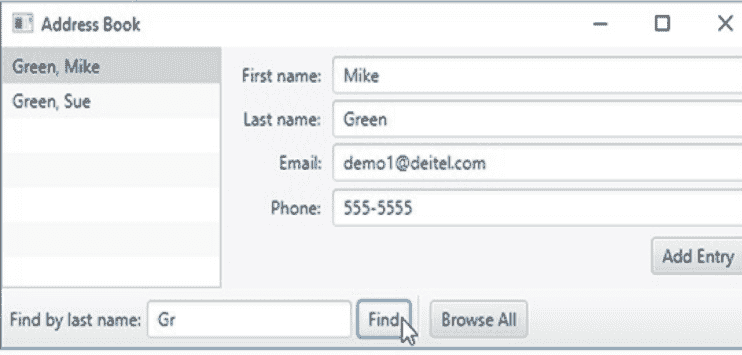 Address Book
Green, Mike
Green, Sue
First name: Mike
Last name: Green
Email: demo1@deitel.com
Phone: 555-5555
Add Entry
Find by last name: Gr Find Browse All